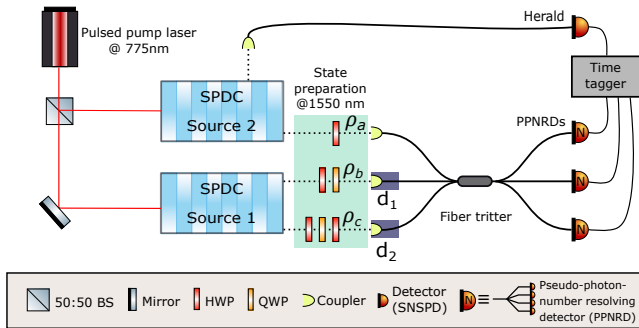 Pulsed pump laser
@ 775nm
Herald
Time
tagger
State
preparation
@1550 nm
SPDC
Source 2
ρa
PPNRDs
N
SPDC
Source 1
ρb
d1
N
ρc
d2
Fiber tritter
N
50:50 BS
Mirror
HWP
QWP
Coupler
Detector
(SNSPD)
N
≡
Pseudo-photon-
number resolving
detector (PPNRD)